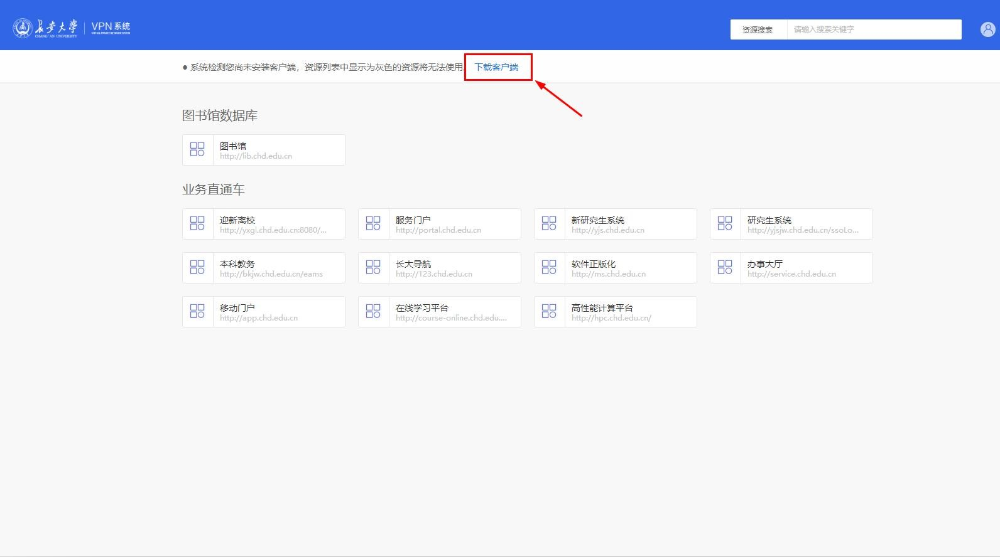 長安大學
CHANG'AN UNIVERSITY
VPN 系统
VIRTUAL PRIVATE NETWORK SYSTEM
资源搜索
请输入搜索关键字
● 系统检测您尚未安装客户端，资源列表中显示为灰色的资源将无法使用。 下载客户端
图书馆数据库
图书馆
http://lib.chd.edu.cn
业务直通车
迎新离校
http://yxgl.chd.edu.cn:8080/...
服务门户
http://portal.chd.edu.cn
新研究生系统
http://yjs.chd.edu.cn
研究生系统
http://yjsjw.chd.edu.cn/ssoLo...
本科教务
http://bkjw.chd.edu.cn/eams
长大导航
http://123.chd.edu.cn
软件正版化
http://ms.chd.edu.cn
办事大厅
http://service.chd.edu.cn
移动门户
http://app.chd.edu.cn
在线学习平台
http://course-online.chd.edu....
高性能计算平台
http://hpc.chd.edu.cn/